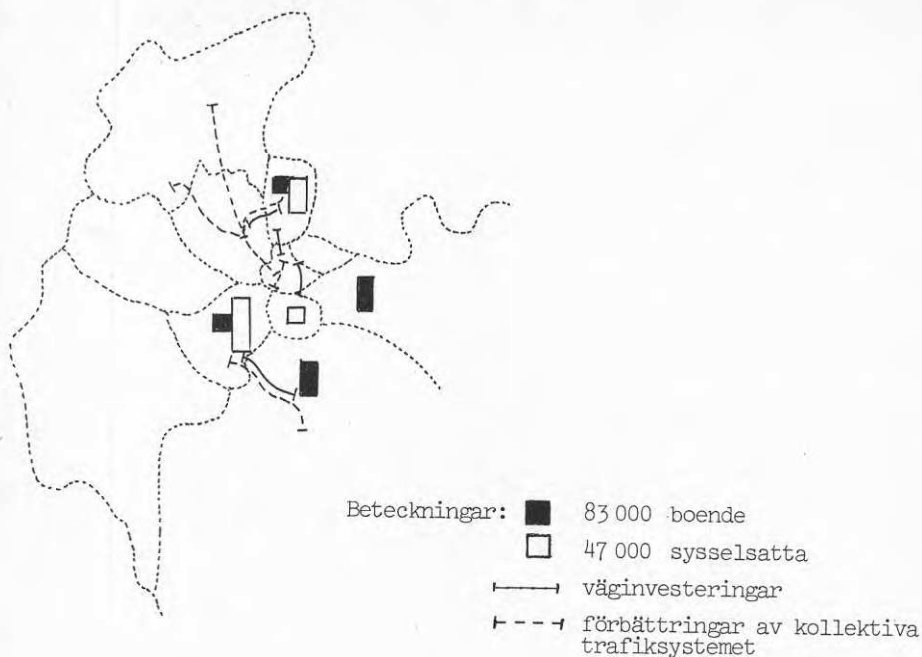 Beteckningar: 83 000 boende
47 000 sysselsatta
väginvesteringar
förbättringar av kollektiva
trafiksystemet